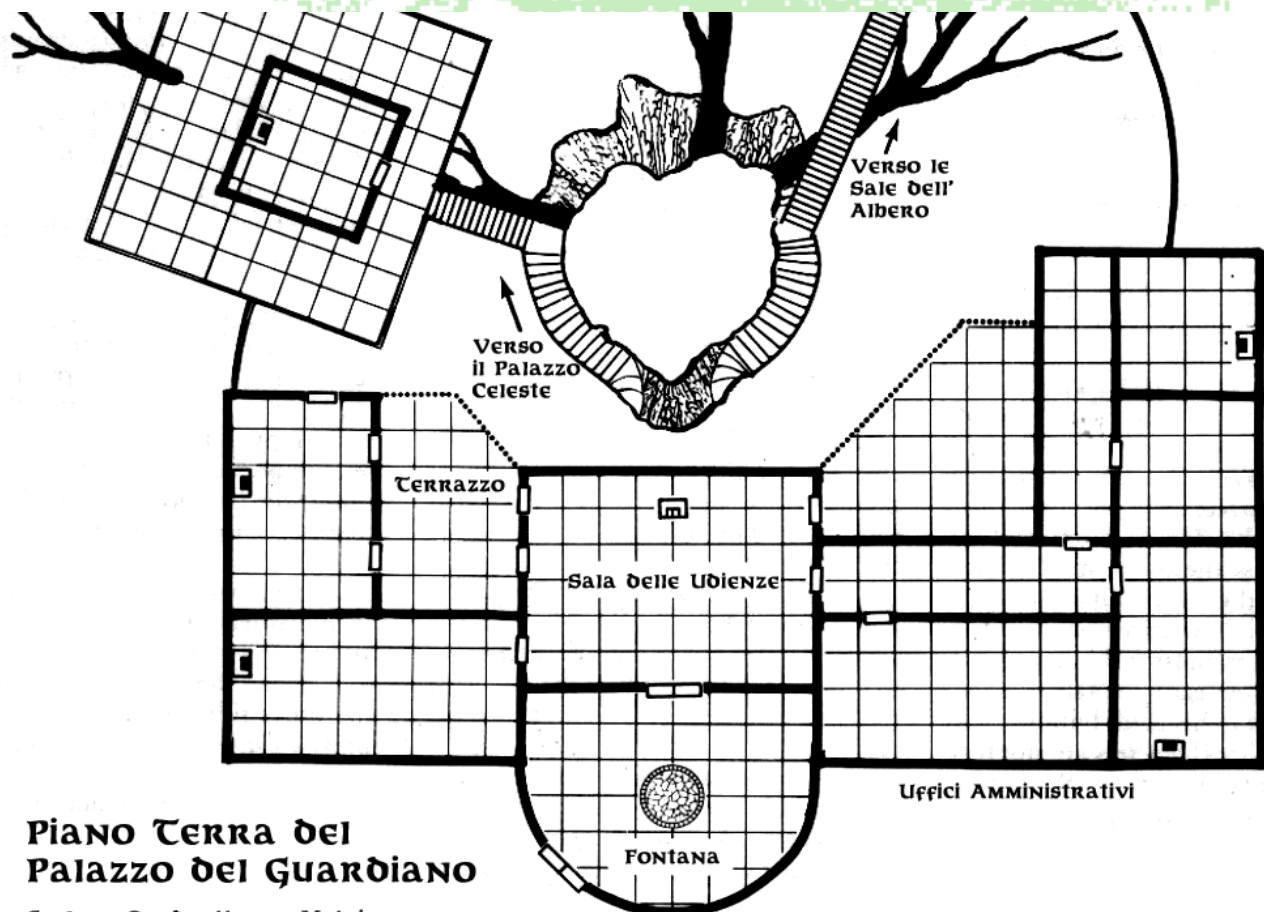 Verso le
Sale dell'
Albero
Verso
il Palazzo
Celeste
Terrazzo
Sala delle Udienze
Uffici Amministrativi
Fontana
Piano Terra del
Palazzo del Guardiano